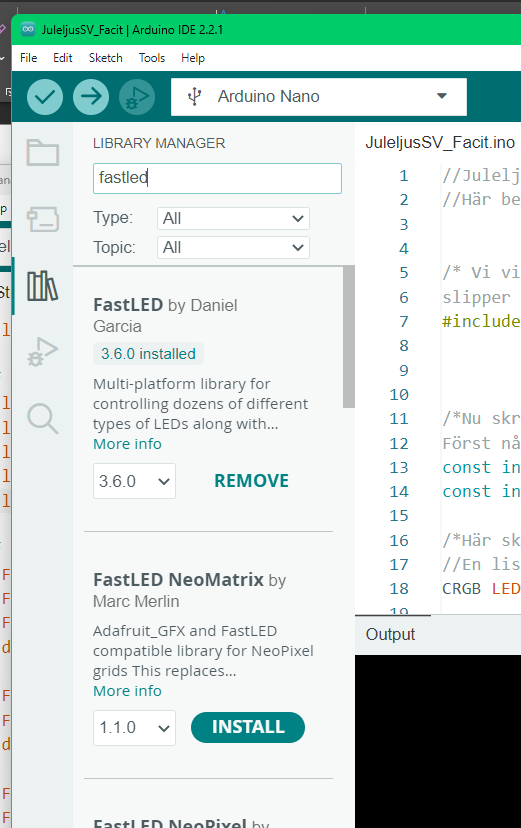 JuleljusSV_Facit | Arduino IDE 2.2.1
File Edit Sketch Tools Help
Arduino Nano
LIBRARY MANAGER
fastled
Type: All
Topic: All
FastLED by Daniel
Garcia
3.6.0 installed
Multi-platform library for
controlling dozens of different
types of LEDs along with...
More info
3.6.0 REMOVE
FastLED NeoMatrix by
Marc Merlin
Adafruit_GFX and FastLED
compatible library for NeoPixel
grids This replaces...
More info
1.1.0 INSTALL
FastLED NeoPixel by
JuleljusSV_Facit.ino
1 //Julelj
2 //Här be
3
4
5 /* Vi vi
6 slipper
7 #include
8
9
10
11 /*Nu skr
12 Först nå
13 const in
14 const in
15
16 /*Här sk
17 //En lis
18 CRGB LED
19
Output